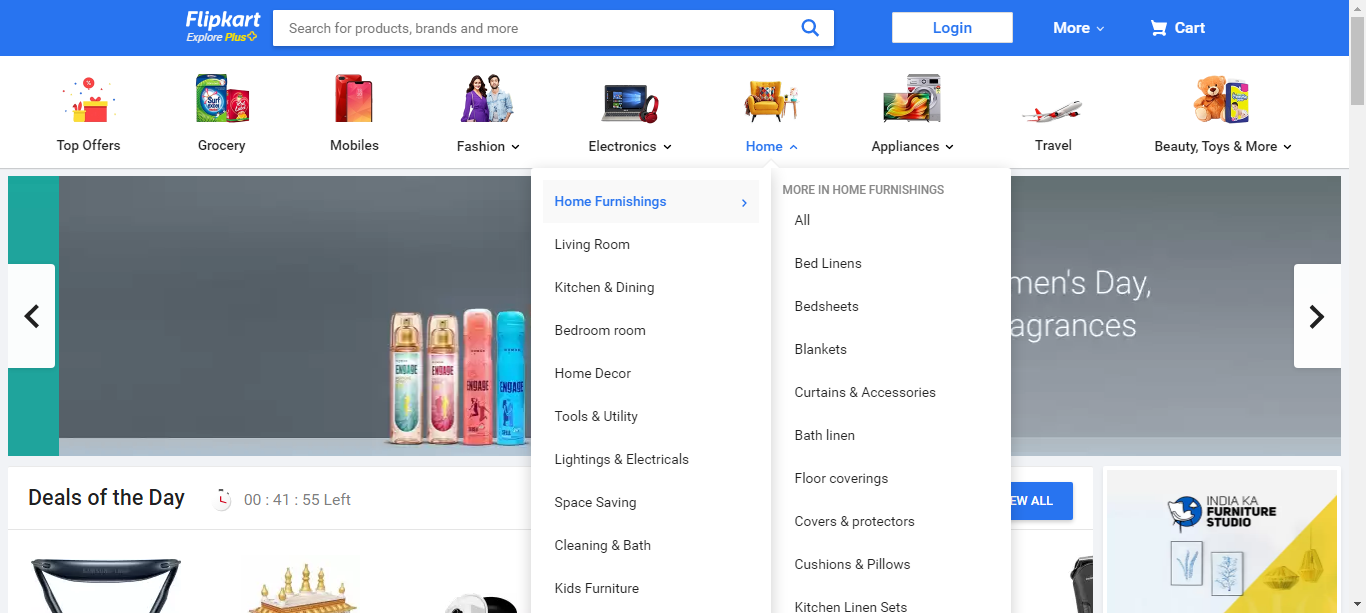 Flipkart
Explore Plus
Search for products, brands and more
Login
More
Cart
Top Offers
Grocery
Mobiles
Fashion
Electronics
Home
Appliances
Travel
Beauty, Toys & More
Home Furnishings
Living Room
Kitchen & Dining
Bedroom room
Home Decor
Tools & Utility
Lightings & Electricals
Space Saving
Cleaning & Bath
Kids Furniture
MORE IN HOME FURNISHINGS
All
Bed Linens
Bedsheets
Blankets
Curtains & Accessories
Bath linen
Floor coverings
Covers & protectors
Cushions & Pillows
Kitchen Linen Sets
men's Day,
agrances
ENGAGE
ENGAGE
ENGAGE
ENGAGE
Deals of the Day
00 : 41 : 55 Left
EW ALL
INDIA KA
FURNITURE
STUDIO